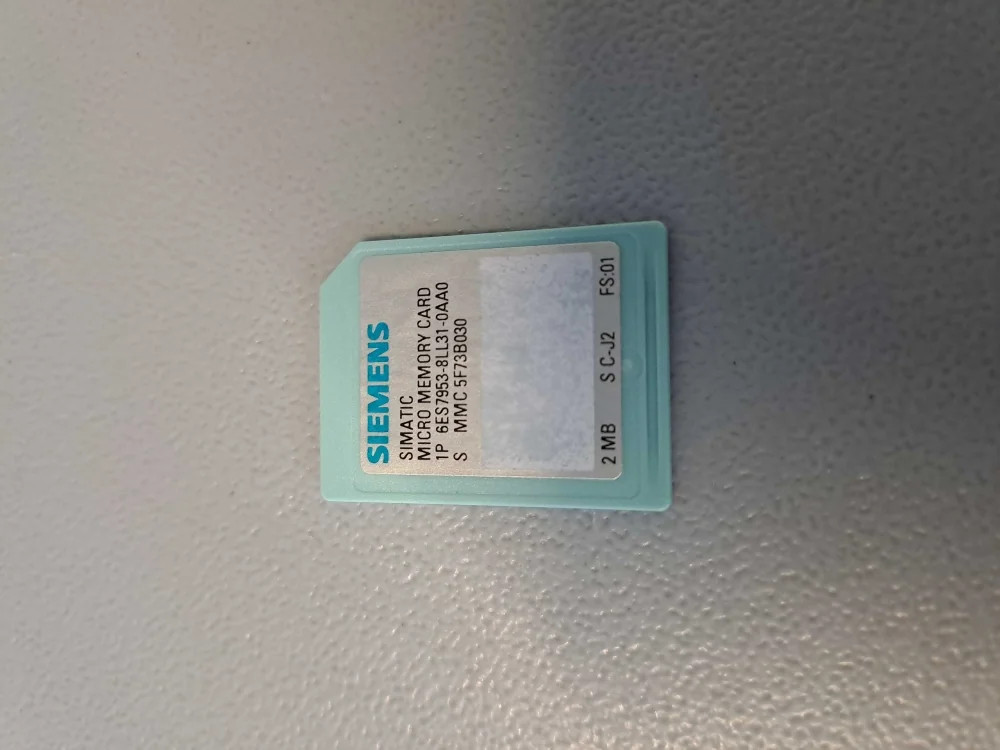 SIEMENS
SIMATIC
MICRO MEMORY CARD
1P 6ES7953-8LL31-0AA0
S MMC 5F73B030
2 MB S C-J2 FS:01